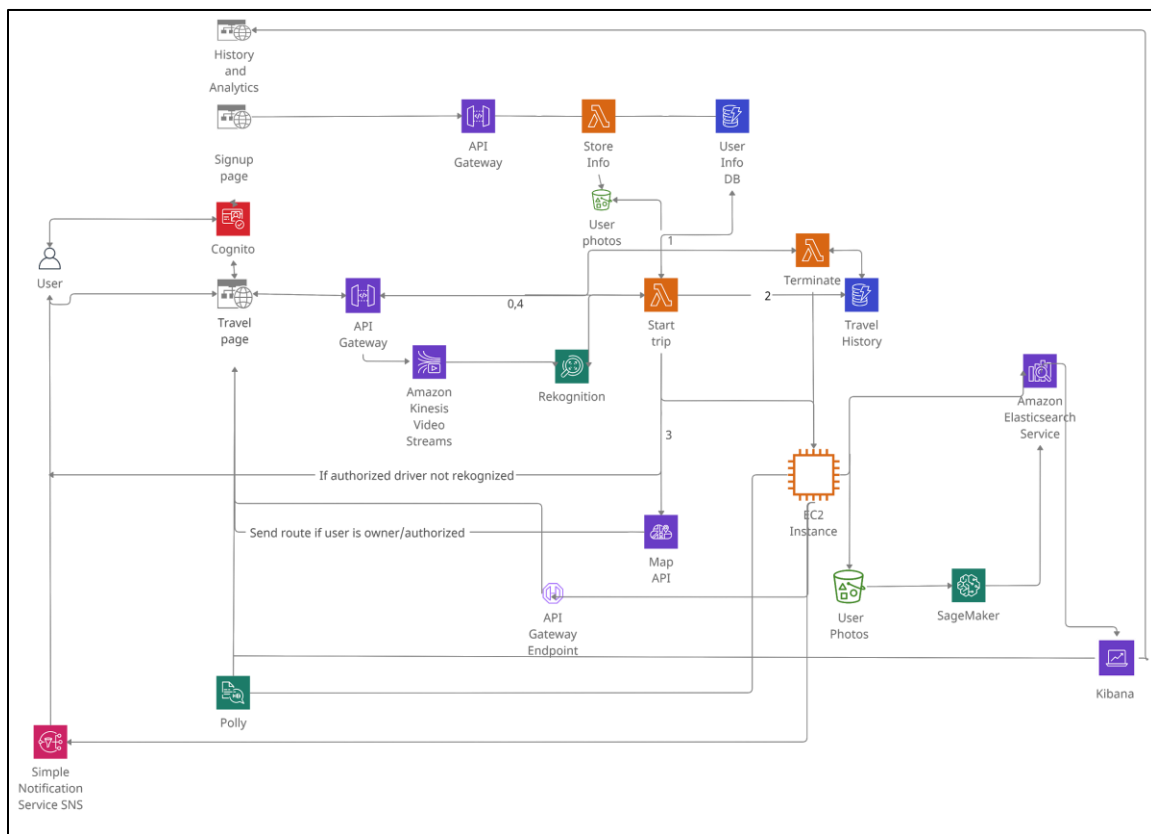 History
and
Analytics
Signup
page
API
Gateway
Store
Info
User
Info
DB
User
photos
Cognito
User
1
Terminate
Travel
page
API
Gateway
0,4
Start
trip
2
Travel
History
Amazon
Kinesis
Video
Streams
Rekognition
Amazon
Elasticsearch
Service
3
If authorized driver not rekognized
EC2
Instance
Send route if user is owner/authorized
Map
API
API
Gateway
Endpoint
User
Photos
SageMaker
Kibana
Polly
Simple
Notification
Service SNS